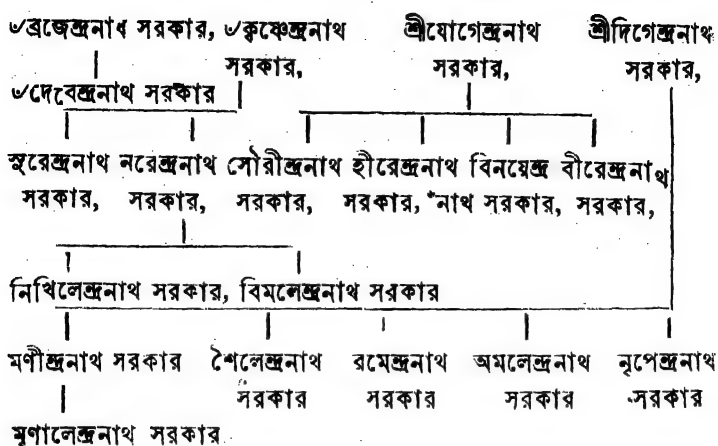 ৺ব্রজেন্দ্রনাথ সরকার, ৺কৃষ্ণেন্দ্রনাথ শ্রীযোগেন্দ্রনাথ শ্রীদিগেন্দ্রনাথ
সরকার, সরকার, সরকার,
৺দেবেন্দ্রনাথ সরকার
সুরেন্দ্রনাথ নরেন্দ্রনাথ সৌরীন্দ্রনাথ হীরেন্দ্রনাথ বিনয়েন্দ্র বীরেন্দ্রনাথ
সরকার, সরকার, সরকার, সরকার, নাথ সরকার, সরকার,
নিখিলেন্দ্রনাথ সরকার, বিমলেন্দ্রনাথ সরকার
মণীন্দ্রনাথ সরকার শৈলেন্দ্রনাথ রমেন্দ্রনাথ অমলেন্দ্রনাথ নৃপেন্দ্রনাথ
সরকার সরকার সরকার সরকার
মৃণালেন্দ্রনাথ সরকার